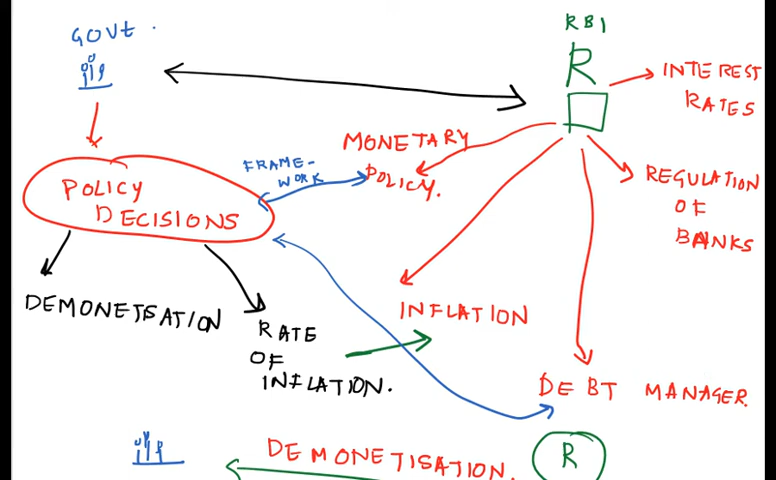 GOVt.
RBI
R
INTEREST
RATES
MONETARY
POLICY.
FRAME-
WORK
POLICY
DECISIONS
REGULATION
OF
BANKS
DEMONETISATION
RATE
OF
INFLATION.
INFLATION
DEBT MANAGER.
DEMONETISATION.
R